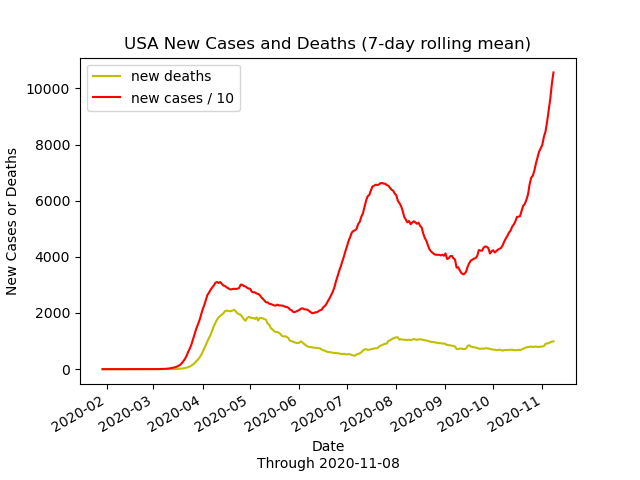 USA New Cases and Deaths (7-day rolling mean)
new deaths
new cases / 10
New Cases or Deaths
10000
8000
6000
4000
2000
0
2020-02
2020-03
2020-04
2020-05
2020-06
2020-07
2020-08
2020-09
2020-10
2020-11
Date
Through 2020-11-08